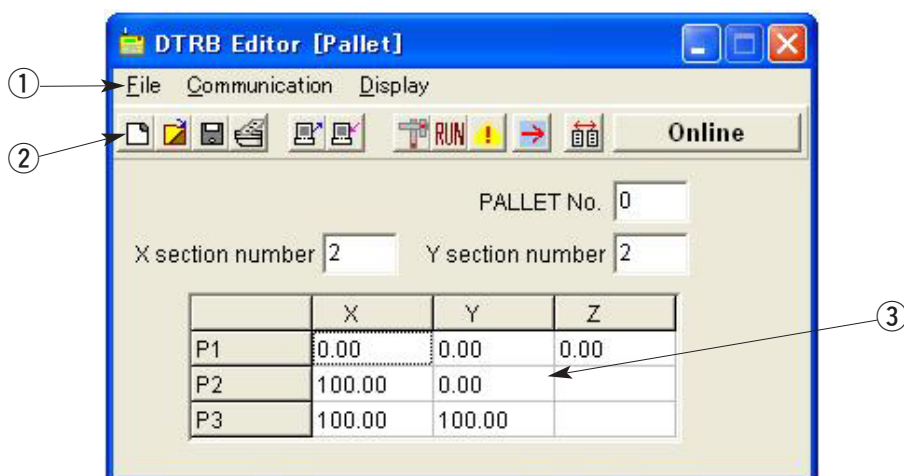 DTRB Editor [Pallet]
① File Communication Display
② RUN ! Online
PALLET No. 0
X section number 2 Y section number 2
X Y Z
③
P1 0.00 0.00 0.00
P2 100.00 0.00
P3 100.00 100.00